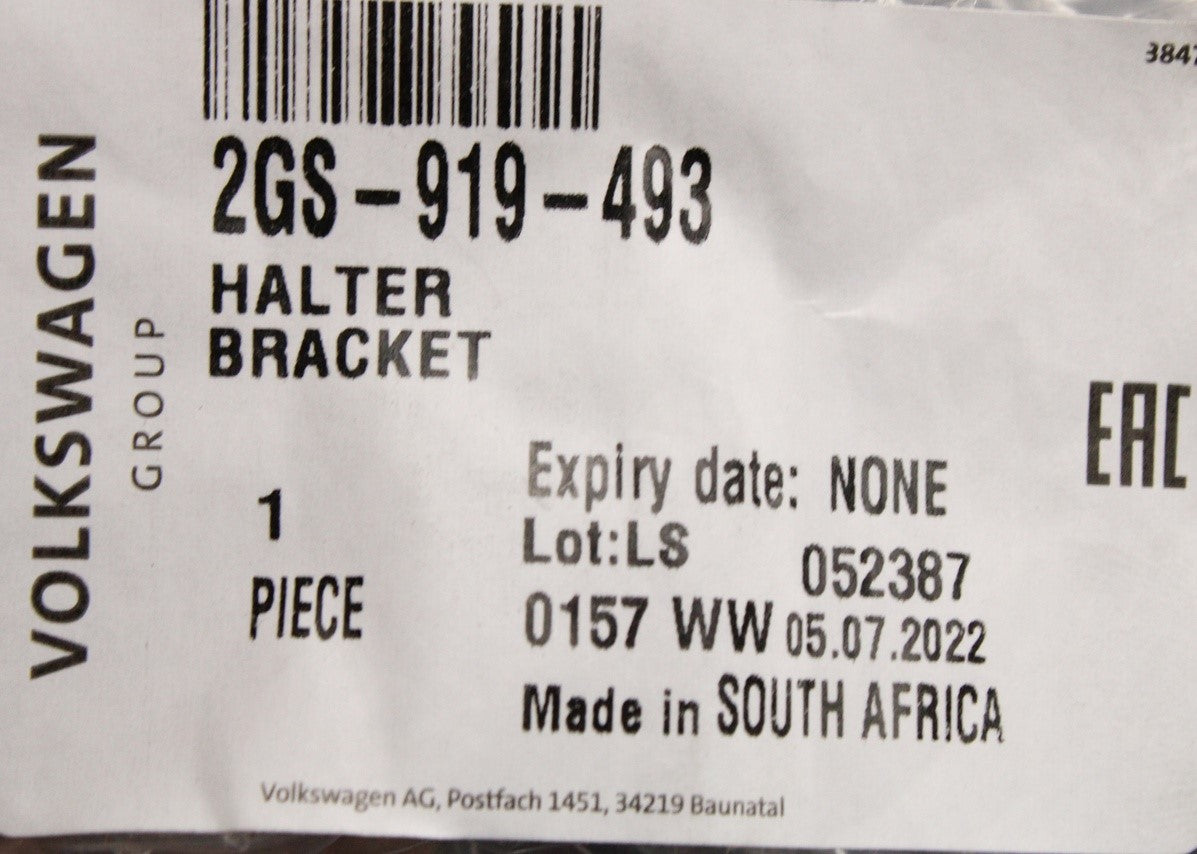 3847
2GS-919-493
HALTER
BRACKET
VOLKSWAGEN
GROUP
EAC
1
PIECE
Expiry date: NONE
Lot:LS
052387
0157 WW 05.07.2022
Made in SOUTH AFRICA
Volkswagen AG, Postfach 1451, 34219 Baunatal